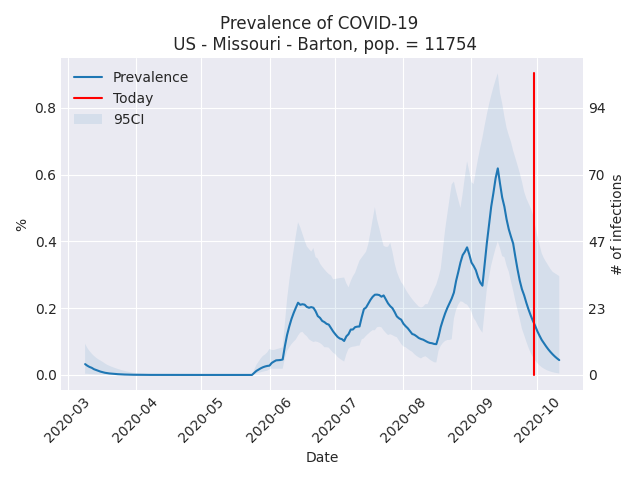 Prevalence of COVID-19
US - Missouri - Barton, pop. = 11754
Prevalence
Today
95CI
%
0.8
0.6
0.4
0.2
0.0
94
70
47
23
0
# of infections
2020-03
2020-04
2020-05
2020-06
2020-07
2020-08
2020-09
2020-10
Date